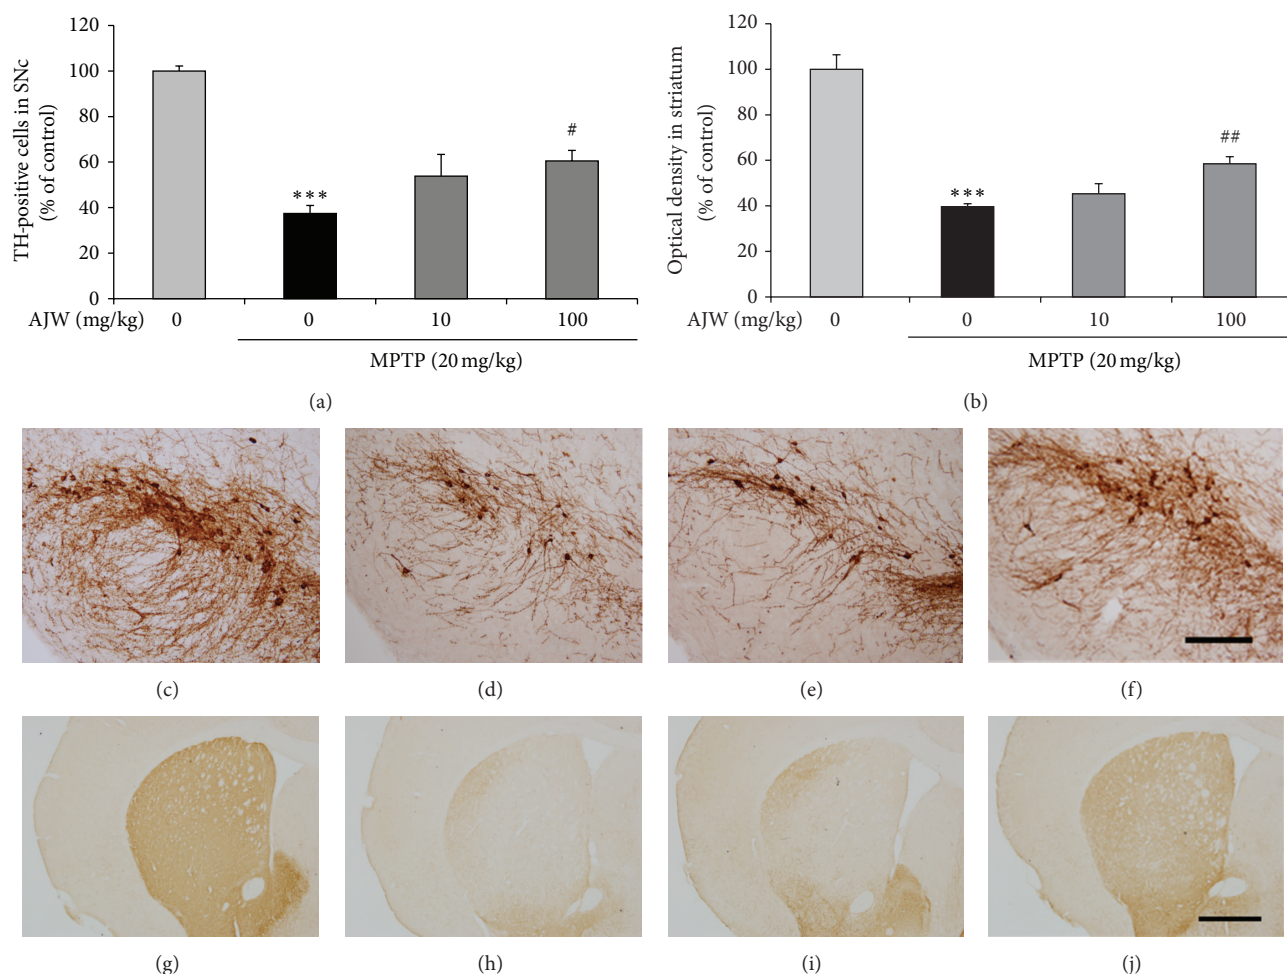 120
100
80
60
40
20
0
TH-positive cells in SNc
(% of control)
***
#
AJW (mg/kg) 0 0 10 100
MPTP (20 mg/kg)
(a)
120
100
80
60
40
20
0
Optical density in striatum
(% of control)
***
##
AJW (mg/kg) 0 0 10 100
MPTP (20 mg/kg)
(b)
(c) (d) (e) (f)
(g) (h) (i) (j)